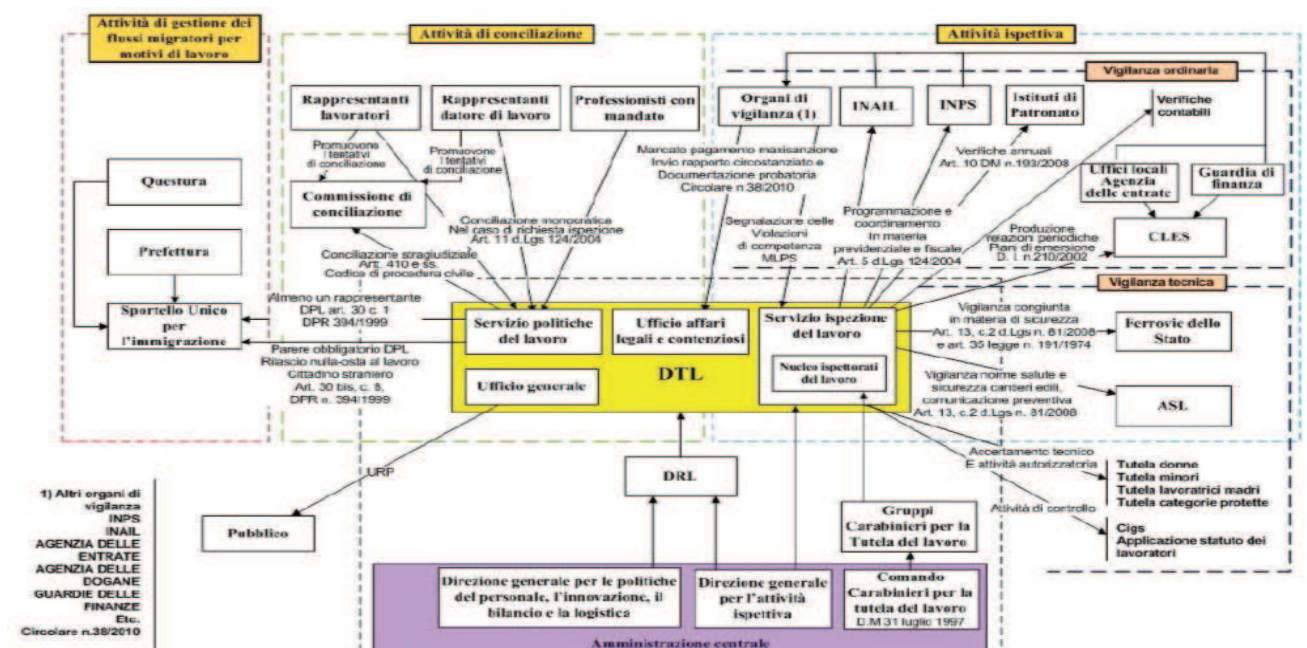 Attività di gestione dei
flussi migratori per
motivi di lavoro
Attività di conciliazione
Attività ispettiva
Vigilanza ordinaria
Rappresentanti
lavoratori
Rappresentanti
datore di lavoro
Professionisti con
mandato
Organi di
vigilanza (1)
INAIL
INPS
Istituti di
Patronato
Verifiche
contabili
Promuovono
I tentativi
di conciliazione
Promuovono
I tentativi
di conciliazione
Mancato pagamento maxisanzione
Invio rapporto circostanziato e
Documentazione probatoria
Circolare n.38/2010
Verifiche annuali
Art. 10 DM n.193/2008
Uffici locali
Agenzia
delle entrate
Guardia di
finanza
Questura
Commissione di
conciliazione
Prefettura
Conciliazione monocratica
Nel caso di richiesta ispezione
Art. 11 d.Lgs 124/2004
Segnalazione delle
Violazioni
di competenza
MLPS
Programmazione e
coordinamento
In materia
previdenziale e fiscale,
Art. 5 d.Lgs 124/2004
Produzione
relazioni periodiche
Piani di emersione
D. l. n.210/2002
CLES
Conciliazione stragiudiziale
Artt. 410 e ss.
Codice di procedura civile
Vigilanza tecnica
Sportello Unico
per
l'immigrazione
Almeno un rappresentante
DPL art. 30 c. 1
DPR 394/1999
Servizio politiche
del lavoro
Ufficio affari
legali e contenziosi
Servizio ispezione
del lavoro
Vigilanza congiunta
in materia di sicurezza
Art. 13, c.2 d.Lgs n. 81/2008
e art. 35 legge n. 191/1974
Ferrovie dello
Stato
Parere obbligatorio DPL
Rilascio nulla-osta al lavoro
Cittadino straniero
Art. 30 bis, c. 8,
DPR n. 394/1999
Ufficio generale
DTL
Nucleo ispettorati
del lavoro
Vigilanza norme salute e
sicurezza cantieri edili,
comunicazione preventiva
Art. 13, c.2 d.Lgs n. 81/2008
ASL
URP
DRL
Accertamento tecnico
E attività autorizzatoria
Tutela donne
Tutela minori
Tutela lavoratrici madri
Tutela categorie protette
Attività di controllo
Cigs
Applicazione statuto dei
lavoratori
1) Altri organi di
vigilanza
INPS
INAIL
AGENZIA DELLE
ENTRATE
AGENZIA DELLE
DOGANE
GUARDIE DELLE
FINANZE
Etc.
Circolare n.38/2010
Pubblico
Gruppi
Carabinieri per la
Tutela del lavoro
Direzione generale per le politiche
del personale, l'innovazione, il
bilancio e la logistica
Direzione generale
per l'attività
ispettiva
Comando
Carabinieri per la
tutela del lavoro
D.M 31 luglio 1997
Amministrazione centrale